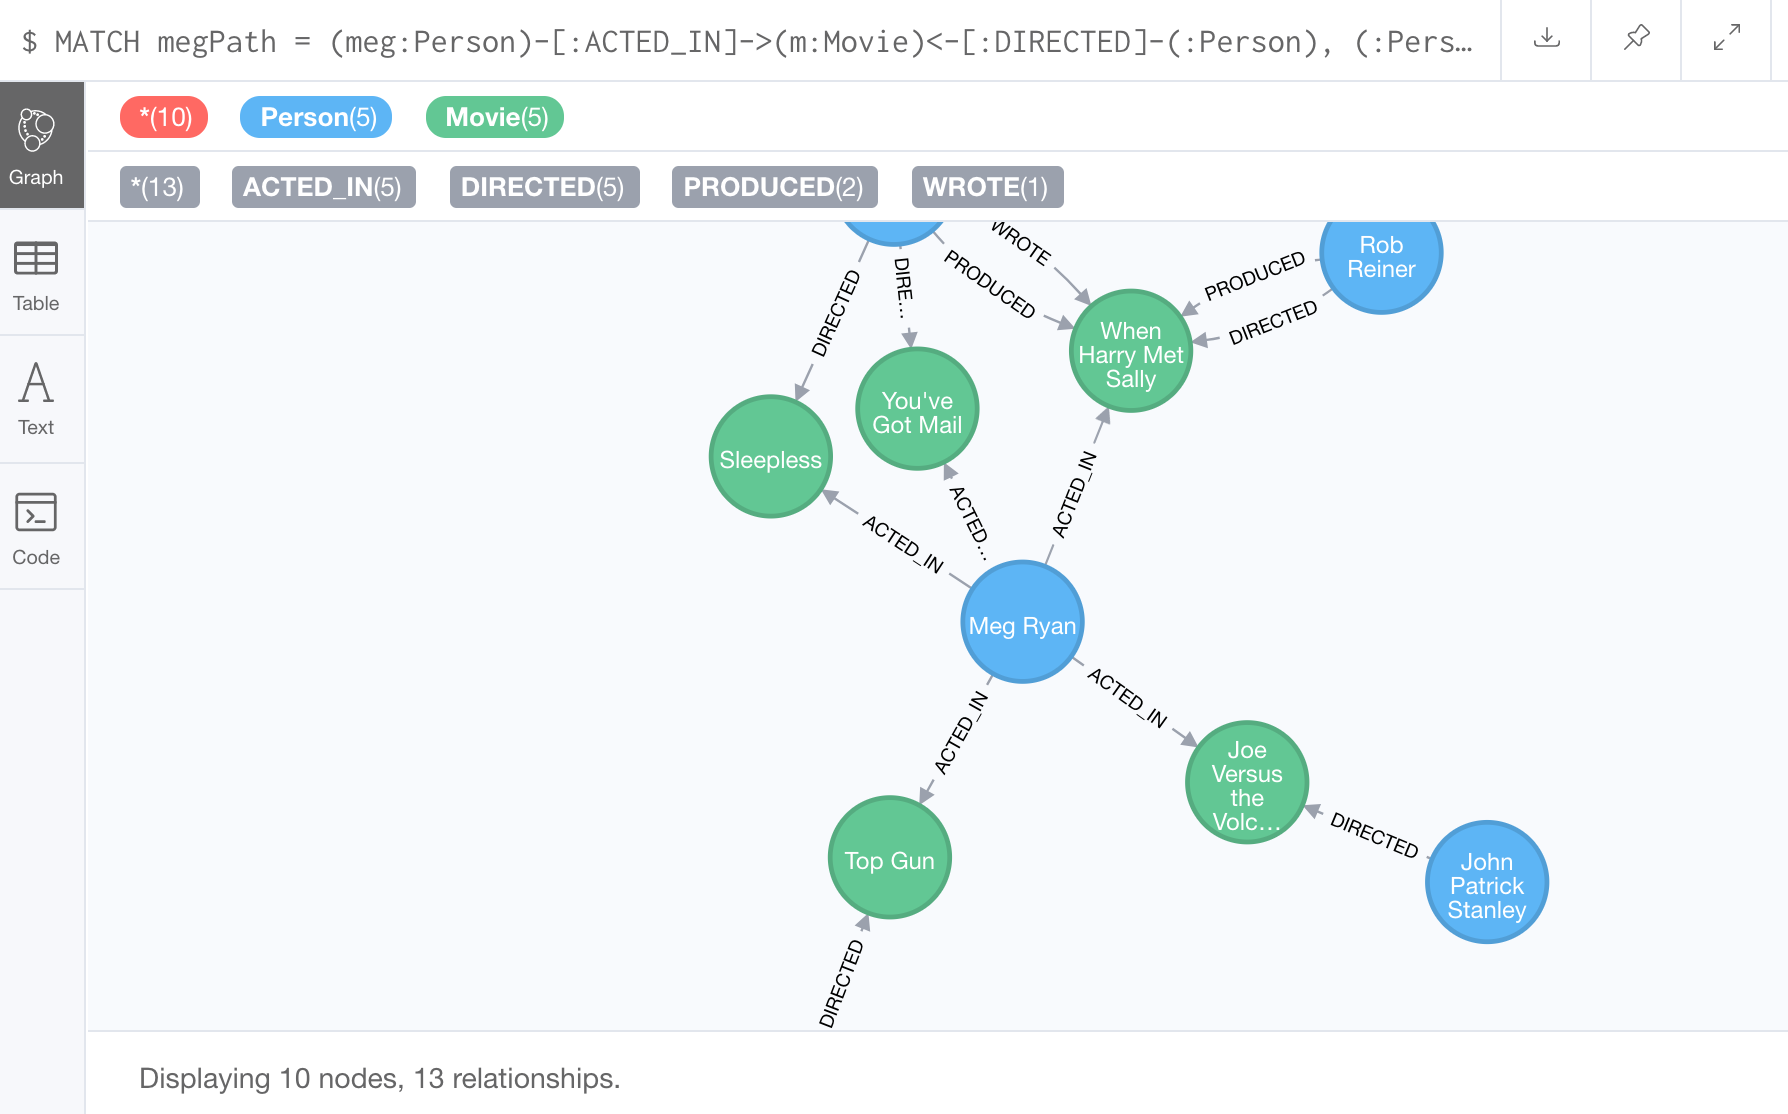 $ MATCH megPath = (meg:Person)-[:ACTED_IN]->(m:Movie)<-[:DIRECTED]-(:Person), (:Pers…
*(10) Person(5) Movie(5)
*(13) ACTED_IN(5) DIRECTED(5) PRODUCED(2) WROTE(1)
Graph
Table
Text
Code
WROTE
DIRECTED
DIRE…
PRODUCED
PRODUCED
DIRECTED
Rob
Reiner
When
Harry Met
Sally
You've
Got Mail
Sleepless
ACTED_IN
ACTED…
ACTED_IN
Meg Ryan
ACTED_IN
ACTED_IN
Joe
Versus
the
Volc…
DIRECTED
John
Patrick
Stanley
Top Gun
DIRECTED
Displaying 10 nodes, 13 relationships.